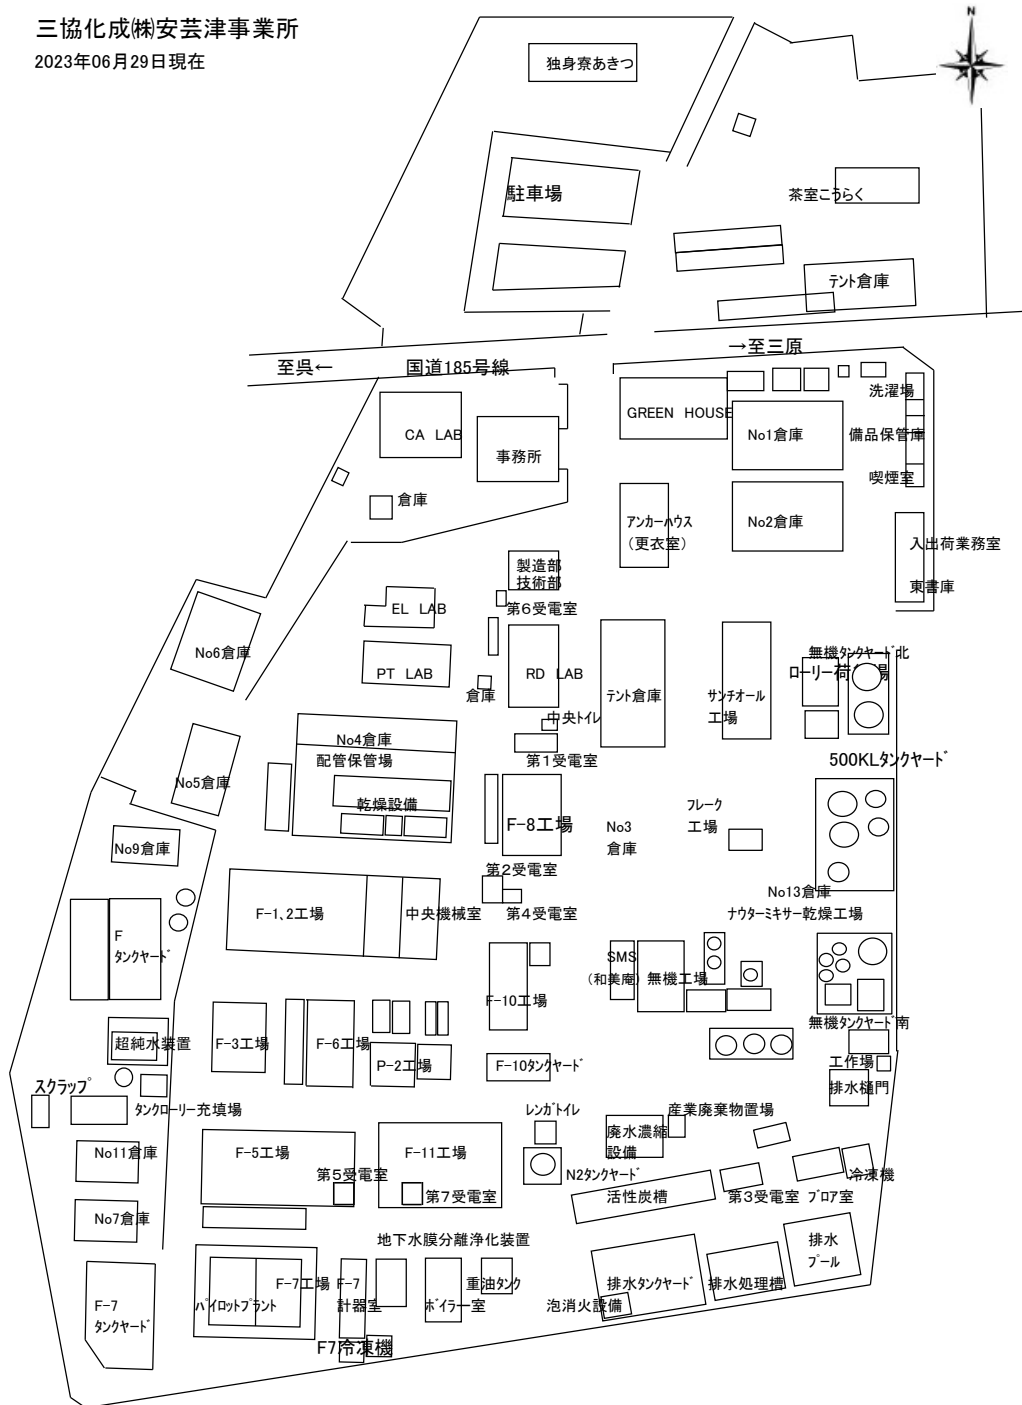 三協化成㈱安芸津事業所
2023年06月29日現在
N
独身寮あきつ
駐車場
茶室こうらく
テント倉庫
→至三原
至呉←
国道185号線
洗濯場
GREEN HOUSE
CA LAB
No1倉庫
備品保管庫
事務所
喫煙室
倉庫
アンカーハウス
(更衣室)
No2倉庫
入出荷業務室
製造部
技術部
東書庫
EL LAB
第6受電室
No6倉庫
無機タンクヤード北
PT LAB
RD LAB
倉庫
テント倉庫
サンチオール
工場
中央トイレ
No4倉庫
配管保管場
第1受電室
500KLタンクヤード
No5倉庫
乾燥設備
フレーク
工場
F-8工場
No3
倉庫
No9倉庫
第2受電室
No13倉庫
F-1、2工場
中央機械室
第4受電室
ナウターミキサー乾燥工場
F
タンクヤード
SMS
(和美庵)
無機工場
F-10工場
無機タンクヤード南
超純水装置
F-3工場
F-6工場
P-2工場
F-10タンクヤード
工作場
排水樋門
スクラップ
タンクローリー充填場
レンガトイレ
産業廃棄物置場
廃水濃縮
設備
No11倉庫
F-5工場
F-11工場
第5受電室
N2タンクヤード
冷凍機
第7受電室
活性炭槽
第3受電室
ブロア室
No7倉庫
地下水膜分離浄化装置
排水
プール
F-7工場
F-7
計器室
重油タンク
排水タンクヤード
排水処理槽
F-7
タンクヤード
パイロットプラント
ボイラー室
泡消火設備
F7冷凍機